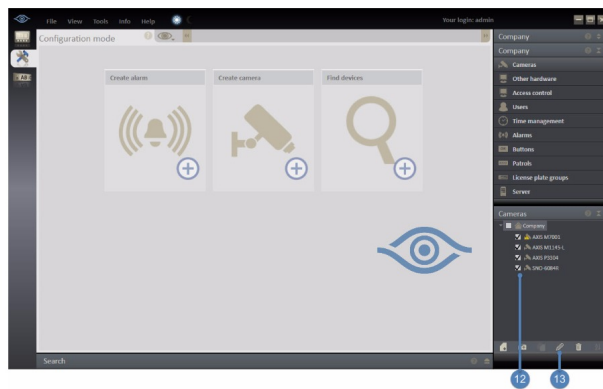 File View Tools Info Help
Your login: admin
Configuration mode
Create alarm
Create camera
Find devices
Company
Company
Cameras
Other hardware
Access control
Users
Time management
Alarms
Buttons
Patrols
License plate groups
Server
Cameras
Company
AXIS M7001
AXIS M1145-L
AXIS P3304
SND-6084R
Search
12
13